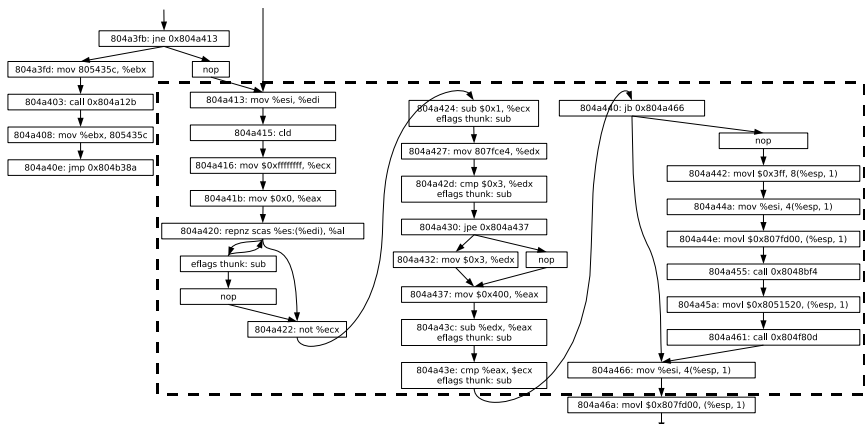 804a3fb: jne 0x804a413
804a3fd: mov 805435c, %ebx
nop
804a403: call 0x804a12b
804a408: mov %ebx, 805435c
804a40e: jmp 0x804b38a
804a413: mov %esi, %edi
804a415: cld
804a416: mov $0xffffffff, %ecx
804a41b: mov $0x0, %eax
804a420: repnz scas %es:(%edi), %al
eflags thunk: sub
nop
804a422: not %ecx
804a424: sub $0x1, %ecx
eflags thunk: sub
804a427: mov 807fce4, %edx
804a42d: cmp $0x3, %edx
eflags thunk: sub
804a430: jpe 0x804a437
804a432: mov $0x3, %edx
nop
804a437: mov $0x400, %eax
804a43c: sub %edx, %eax
eflags thunk: sub
804a43e: cmp %eax, $ecx
eflags thunk: sub
804a440: jb 0x804a466
nop
804a442: movl $0x3ff, 8(%esp, 1)
804a44a: mov %esi, 4(%esp, 1)
804a44e: movl $0x807fd00, (%esp, 1)
804a455: call 0x8048bf4
804a45a: movl $0x8051520, (%esp, 1)
804a461: call 0x804f80d
804a466: mov %esi, 4(%esp, 1)
804a46a: movl $0x807fd00, (%esp, 1)